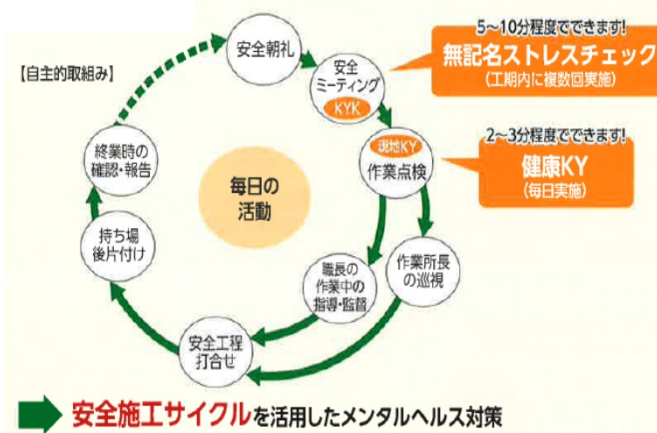 【自主的取組み】
安全朝礼
安全
ミーティング
KYK
5～10分程度でできます!
無記名ストレスチェック
(工期内に複数回実施)
現地KY
作業点検
2～3分程度でできます!
健康KY
(毎日実施)
作業所長
の巡視
職長の
作業中の
指導・監督
安全工程
打合せ
持ち場
後片付け
終業時の
確認・報告
毎日の
活動
安全施工サイクルを活用したメンタルヘルス対策